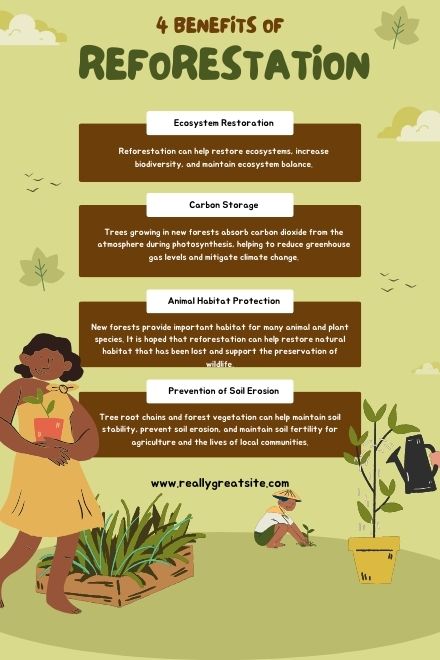 4 BENEFITS OF
REFORESTATION
Ecosystem Restoration
Reforestation can help restore ecosystems, increase
biodiversity, and maintain ecosystem balance.
Carbon Storage
Trees growing in new forests absorb carbon dioxide from the
atmosphere during photosynthesis, helping to reduce greenhouse
gas levels and mitigate climate change.
Animal Habitat Protection
New forests provide important habitat for many animal and plant
species. It is hoped that reforestation can help restore natural
habitat that has been lost and support the preservation of
wildlife.
Prevention of Soil Erosion
Tree root chains and forest vegetation can help maintain soil
stability, prevent soil erosion, and maintain soil fertility for
agriculture and the lives of local communities.
www.reallygreatsite.com